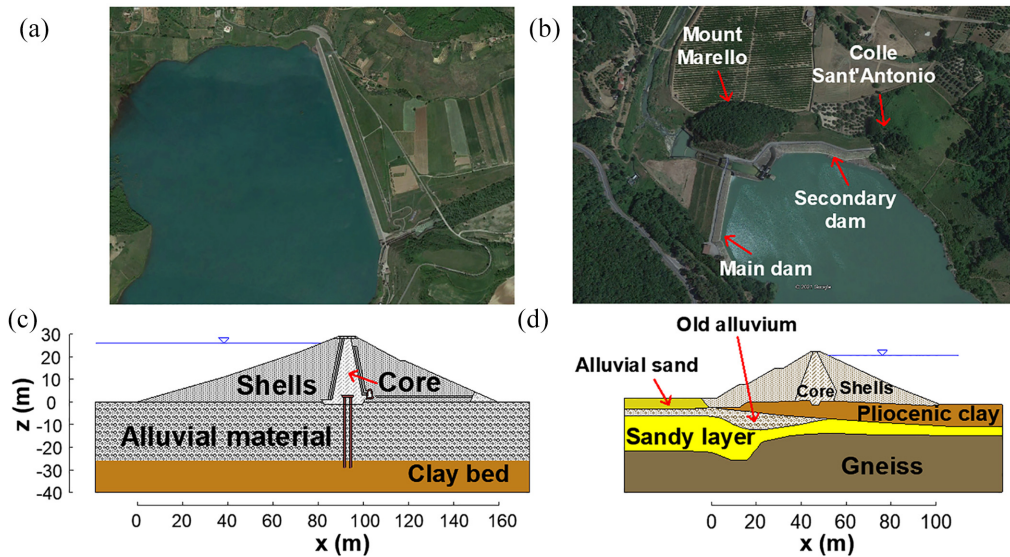 (a)
(b)
Mount
Marello
Colle
Sant'Antonio
Secondary
dam
Main dam
(c)
30
20
10
0
-10
-20
-30
-40
z (m)
Shells
Core
Alluvial material
Clay bed
0 20 40 60 80 100 120 140 160
x (m)
(d)
Old alluvium
Alluvial sand
Core
Shells
Pliocenic clay
Sandy layer
Gneiss
0 20 40 60 80 100
x (m)